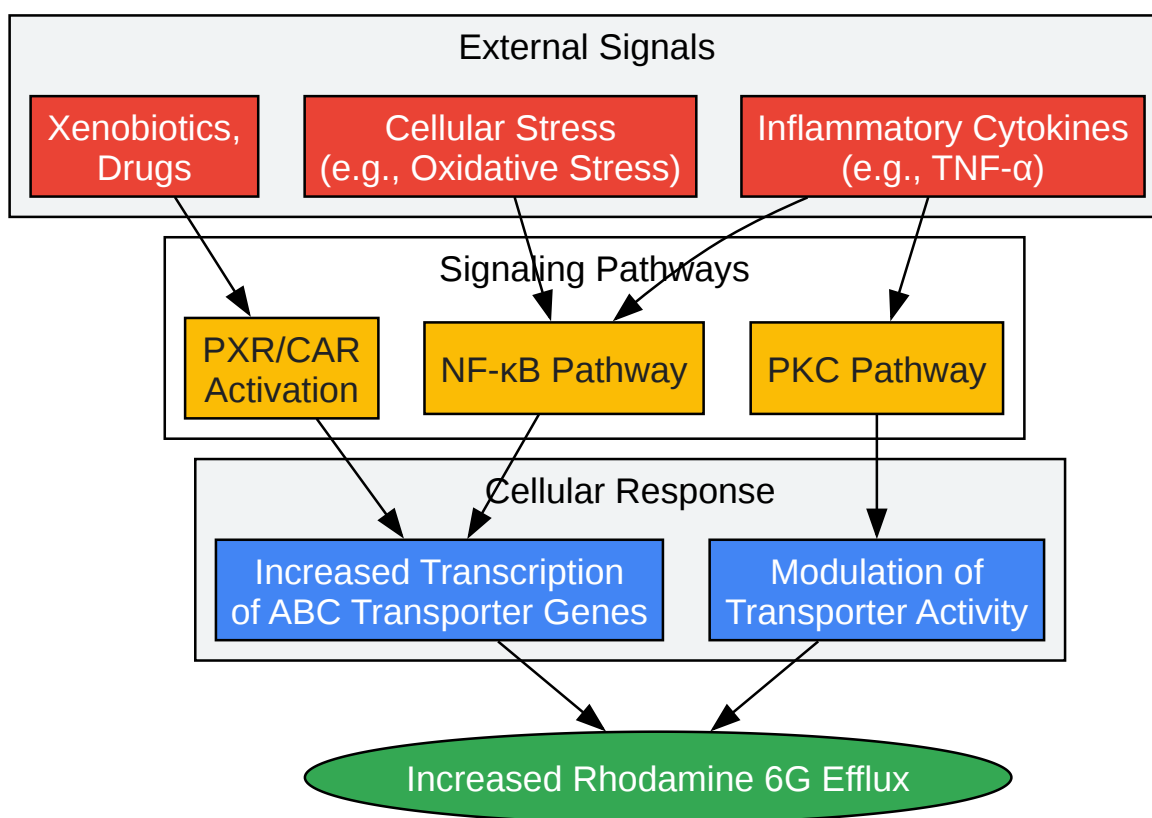 External Signals
Xenobiotics,
Drugs
Cellular Stress
(e.g., Oxidative Stress)
Inflammatory Cytokines
(e.g., TNF-α)
Signaling Pathways
PXR/CAR
Activation
NF-κB Pathway
PKC Pathway
Cellular Response
Increased Transcription
of ABC Transporter Genes
Modulation of
Transporter Activity
Increased Rhodamine 6G Efflux